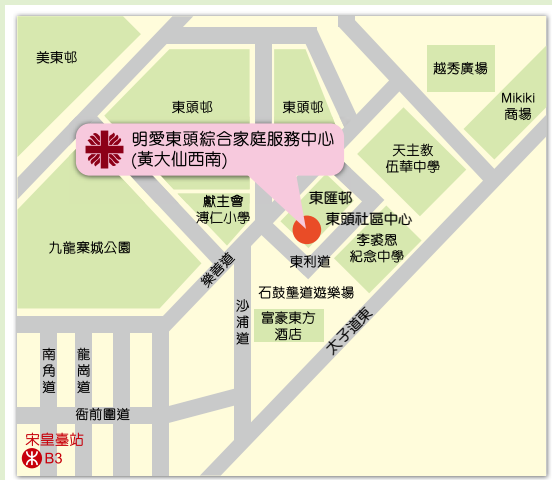 美東邨
越秀廣場
Mikiki
商場
東頭邨
東頭邨
明愛東頭綜合家庭服務中心
(黃大仙西南)
天主教
伍華中學
獻主會
溥仁小學
東匯邨
東頭社區中心
李裘恩
紀念中學
九龍寨城公園
樂善道
東利道
石鼓壟道遊樂場
沙浦道
富豪東方
酒店
太子道東
南角道
龍崗道
衙前圍道
宋皇臺站
B3